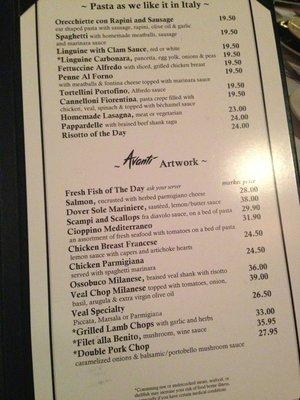 ~ Pasta as we like it in Italy ~
Orecchiette con Rapini and Sausage 19.50
ear shaped pasta with sausage, rapini, olive oil & garlic
Spaghetti with homemade meatballs, sausage 19.50
and marinara sauce
Linguine with Clam Sauce, red or white 19.50
*Linguine Carbonara, pancetta, egg yolk, onions & peas 19.50
Fettuccine Alfredo with sliced, grilled chicken breast 19.50
Penne Al Forno 19.50
with meatballs & fontina cheese topped with marinara sauce
Tortellini Portofino, Alfredo sauce 19.50
Cannelloni Fiorentina, pasta crepe filled with 19.50
chicken, veal, spinach & topped with béchamel sauce
Homemade Lasagna, meat or vegetarian 23.00
Pappardelle with braised beef shank ragu 24.00
Risotto of the Day 24.00
~ Avanti Artwork ~
Fresh Fish of The Day ask your server market price
Salmon, encrusted with herbed parmigiano cheese 28.00
Dover Sole Mariniere, sautéed, lemon/butter sauce 38.00
Scampi and Scallops fra diavolo sauce, on a bed of pasta 29.90
Cioppino Mediterraneo 31.90
an assortment of fresh seafood with tomatoes on a bed of pasta
Chicken Breast Francese 24.50
lemon sauce with capers and artichoke hearts
Chicken Parmigiana 24.50
served with spaghetti marinara
Ossobuco Milanese, braised veal shank with risotto 36.00
Veal Chop Milanese topped with tomatoes, onion, 39.00
basil, arugula & extra virgin olive oil
Veal Specialty 26.50
Piccata, Marsala or Parmigiana
*Grilled Lamb Chops with garlic and herbs 33.00
*Filet alla Benito, mushroom, wine sauce 35.95
*Double Pork Chop 27.95
caramelized onions & balsamic/portobello mushroom sauce
*Consuming raw or undercooked meats, seafood, or
shellfish may increase your risk of food borne illness,
especially if you have certain medical conditions.